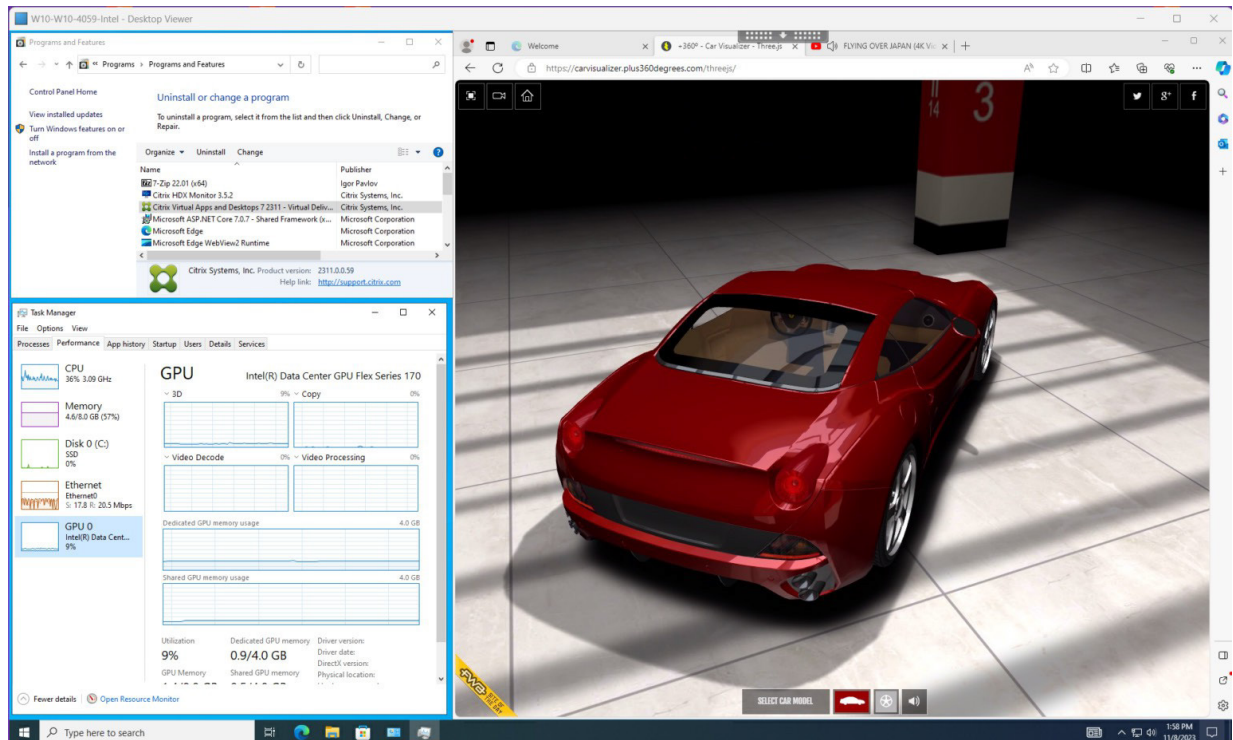 W10-W10-4059-Intel - Desktop Viewer
Programs and Features
« Programs > Programs and Features
Control Panel Home
View installed updates
Turn Windows features on or off
Install a program from the network
Uninstall or change a program
To uninstall a program, select it from the list and then click Uninstall, Change, or
Repair.
Organize Uninstall Change
Name Publisher
7-Zip 22.01 (x64) Igor Pavlov
Citrix HDX Monitor 3.5.2 Citrix Systems, Inc.
Citrix Virtual Apps and Desktops 7 2311 - Virtual Deliv... Citrix Systems, Inc.
Microsoft ASP.NET Core 7.0.7 - Shared Framework (x... Microsoft Corporation
Microsoft Edge Microsoft Corporation
Microsoft Edge WebView2 Runtime Microsoft Corporation
Citrix Systems, Inc. Product version: 2311.0.0.59
Help link: http://support.citrix.com
Task Manager
File Options View
Processes Performance App history Startup Users Details Services
CPU
36% 3.09 GHz
Memory
4.6/8.0 GB (57%)
Disk 0 (C:)
SSD
0%
Ethernet
Ethernet0
S: 17.8 R: 20.5 Mbps
GPU 0
Intel(R) Data Cent...
9%
GPU Intel(R) Data Center GPU Flex Series 170
3D 9% Copy 0%
Video Decode 0% Video Processing 0%
Dedicated GPU memory usage 4.0 GB
Shared GPU memory usage 4.0 GB
Utilization Dedicated GPU memory Driver version:
9% 0.9/4.0 GB Driver date:
DirectX version:
GPU Memory Shared GPU memory Physical location:
Fewer details Open Resource Monitor
Welcome +360º - Car Visualizer - Three.js FLYING OVER JAPAN (4K Vi
https://carvisualizer.plus360degrees.com/threejs/
g+ f
14 3
FWA SITE OF THE DAY
SELECT CAR MODEL
Type here to search
1:58 PM
11/8/2023